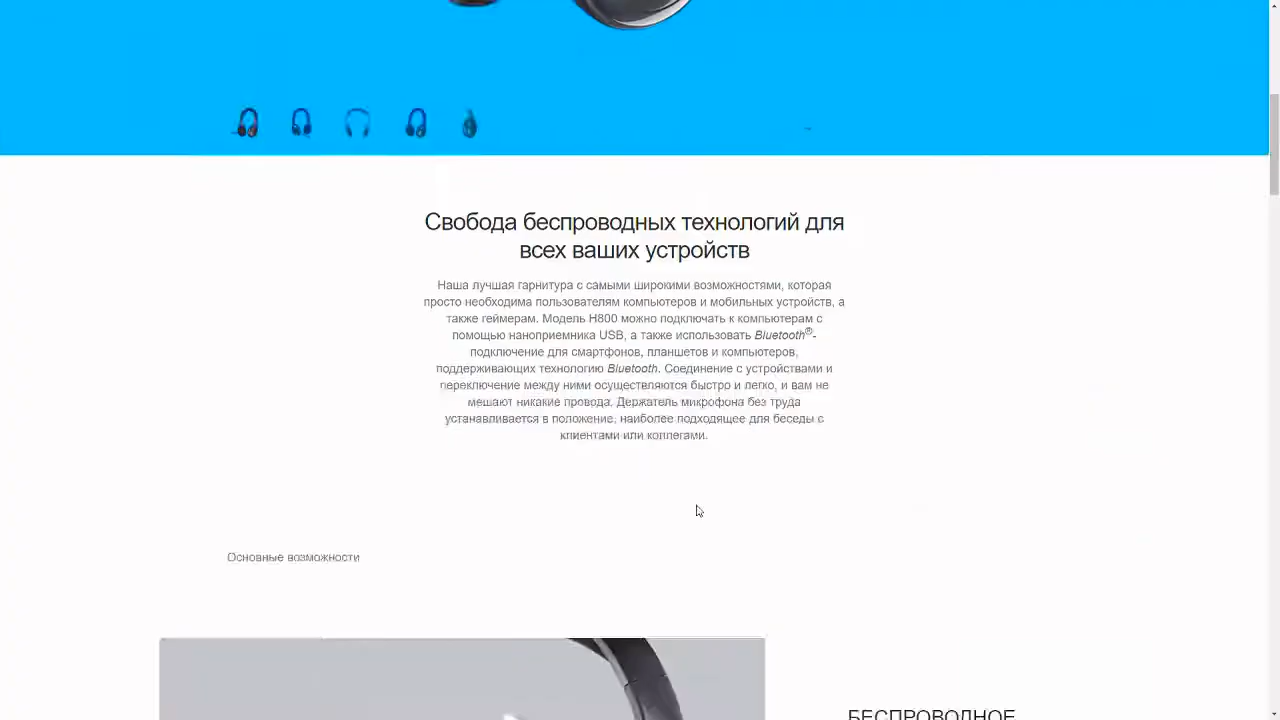 Свобода беспроводных технологий для
всех ваших устройств
Наша лучшая гарнитура с самыми широкими возможностями, которая
просто необходима пользователям компьютеров и мобильных устройств, а
также геймерам. Модель H800 можно подключать к компьютерам с
помощью наноприемника USB, а также использовать Bluetooth®-
подключение для смартфонов, планшетов и компьютеров,
поддерживающих технологию Bluetooth. Соединение с устройствами и
переключение между ними осуществляются быстро и легко, и вам не
мешают никакие провода. Держатель микрофона без труда
устанавливается в положение, наиболее подходящее для беседы с
клиентами или коллегами.
Основные возможности
БЕСПРОВОДНОЕ